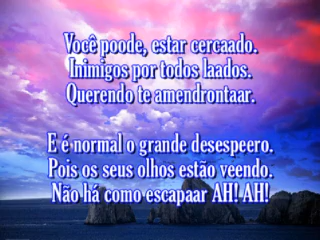 Você poode, estar cercaado.
Inimigos por todos laados.
Querendo te amendrontaar.
E é normal o grande desespeero.
Pois os seus olhos estão veendo.
Não há como escapaar AH! AH!